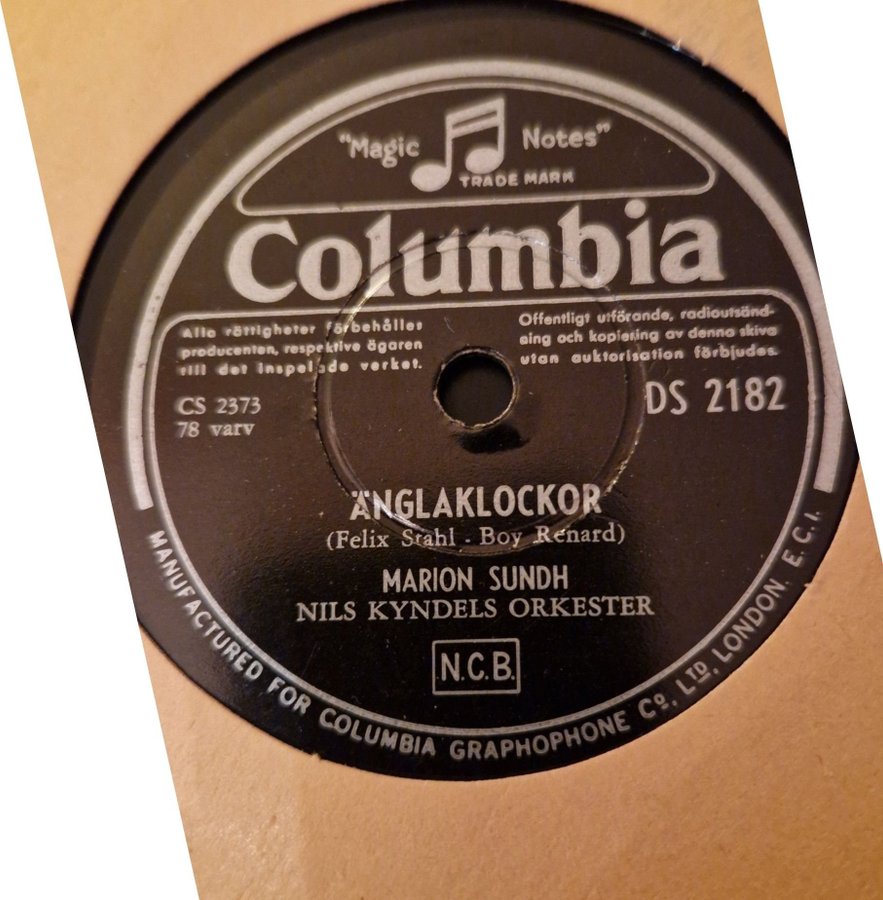 "Magic Notes"
TRADE MARK
Columbia
Alla rättigheter förbehålles
producenten, respektive ägaren
till det inspelade verket.
Offentligt utförande, radioutsänd-
ning och kopiering av denna skiva
utan auktorisation förbjudes.
CS 2373
78 varv
DS 2182
ÄNGLAKLOCKOR
(Felix Stahl - Boy Renard)
MARION SUNDH
NILS KYNDELS ORKESTER
N.C.B.
MANUFACTURED FOR COLUMBIA GRAPHOPHONE Co., LTD, LONDON. E.C.1.